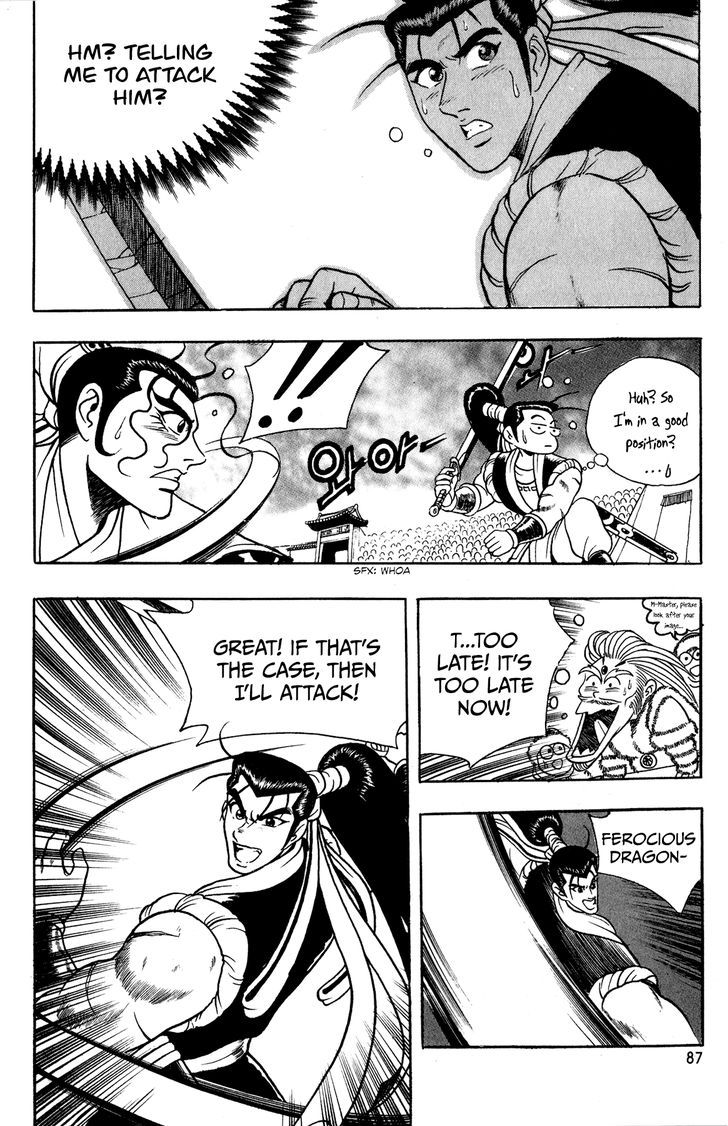 HM? TELLING
ME TO ATTACK
HIM?
!!
와아-
와
Huh? So
I'm in a good
position?
...
SFX: WHOA
GREAT! IF THAT'S
THE CASE, THEN
I'LL ATTACK!
T...TOO
LATE! IT'S
TOO LATE
NOW!
M-Master, please
look after your
image...
FEROCIOUS
DRAGON-
87